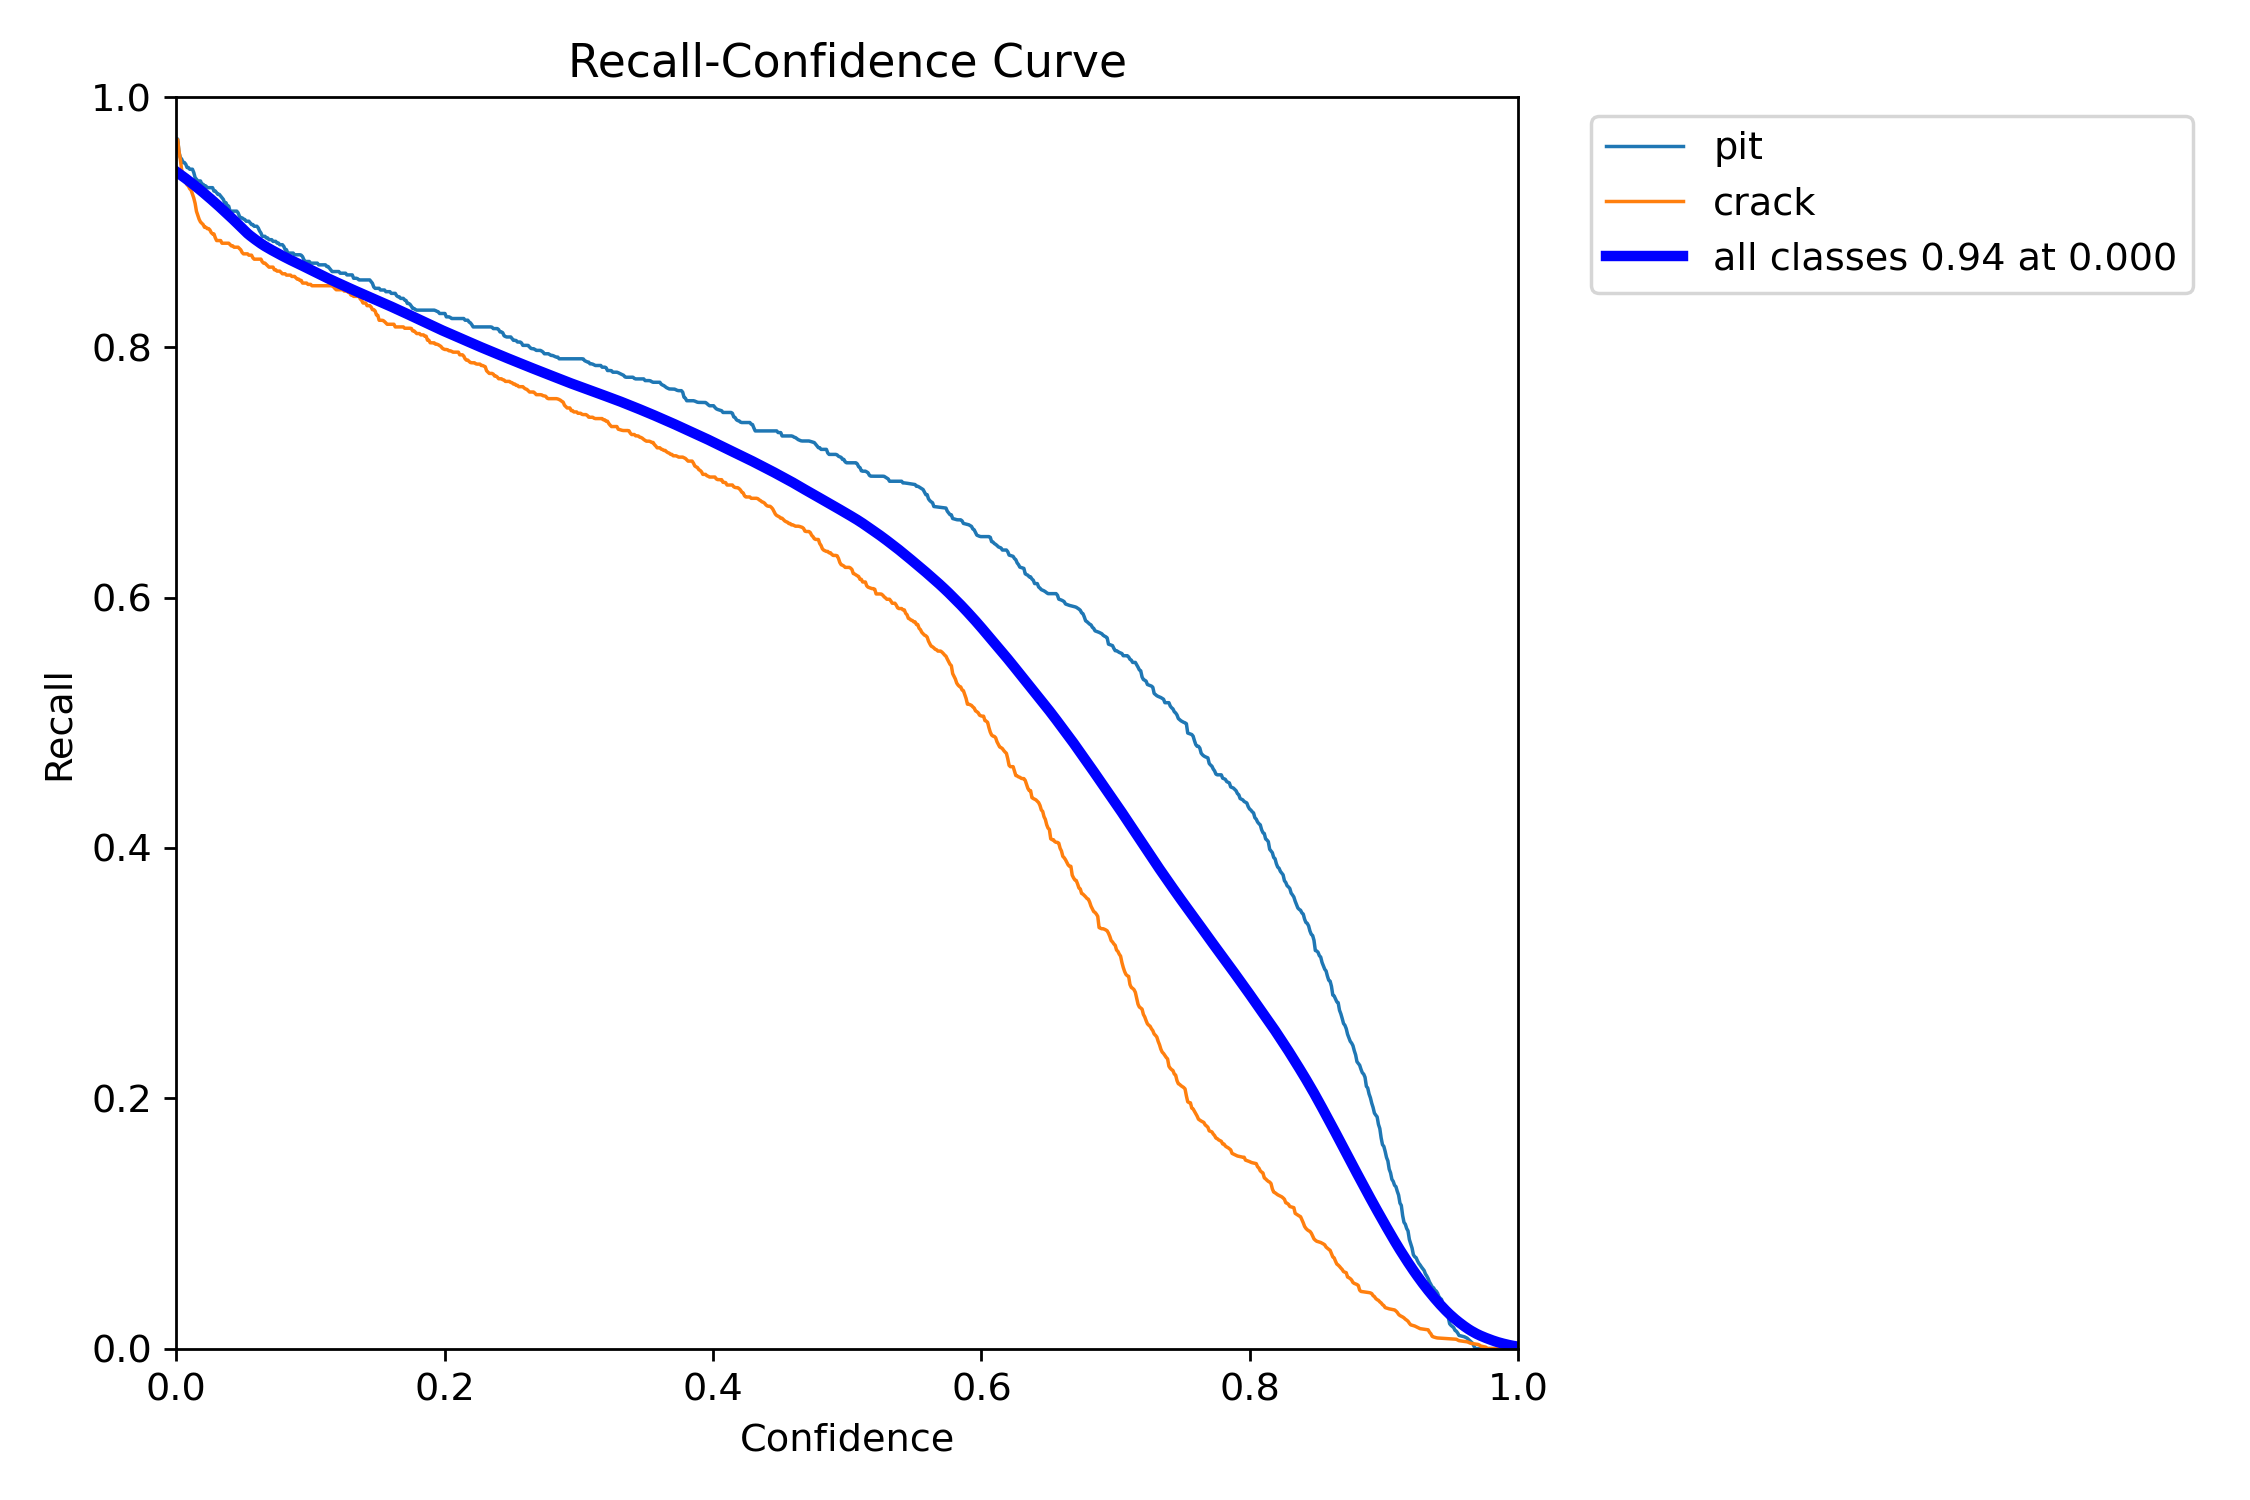 Recall-Confidence Curve
1.0
0.8
0.6
0.4
0.2
0.0
Recall
0.0 0.2 0.4 0.6 0.8 1.0
Confidence
pit
crack
all classes 0.94 at 0.000